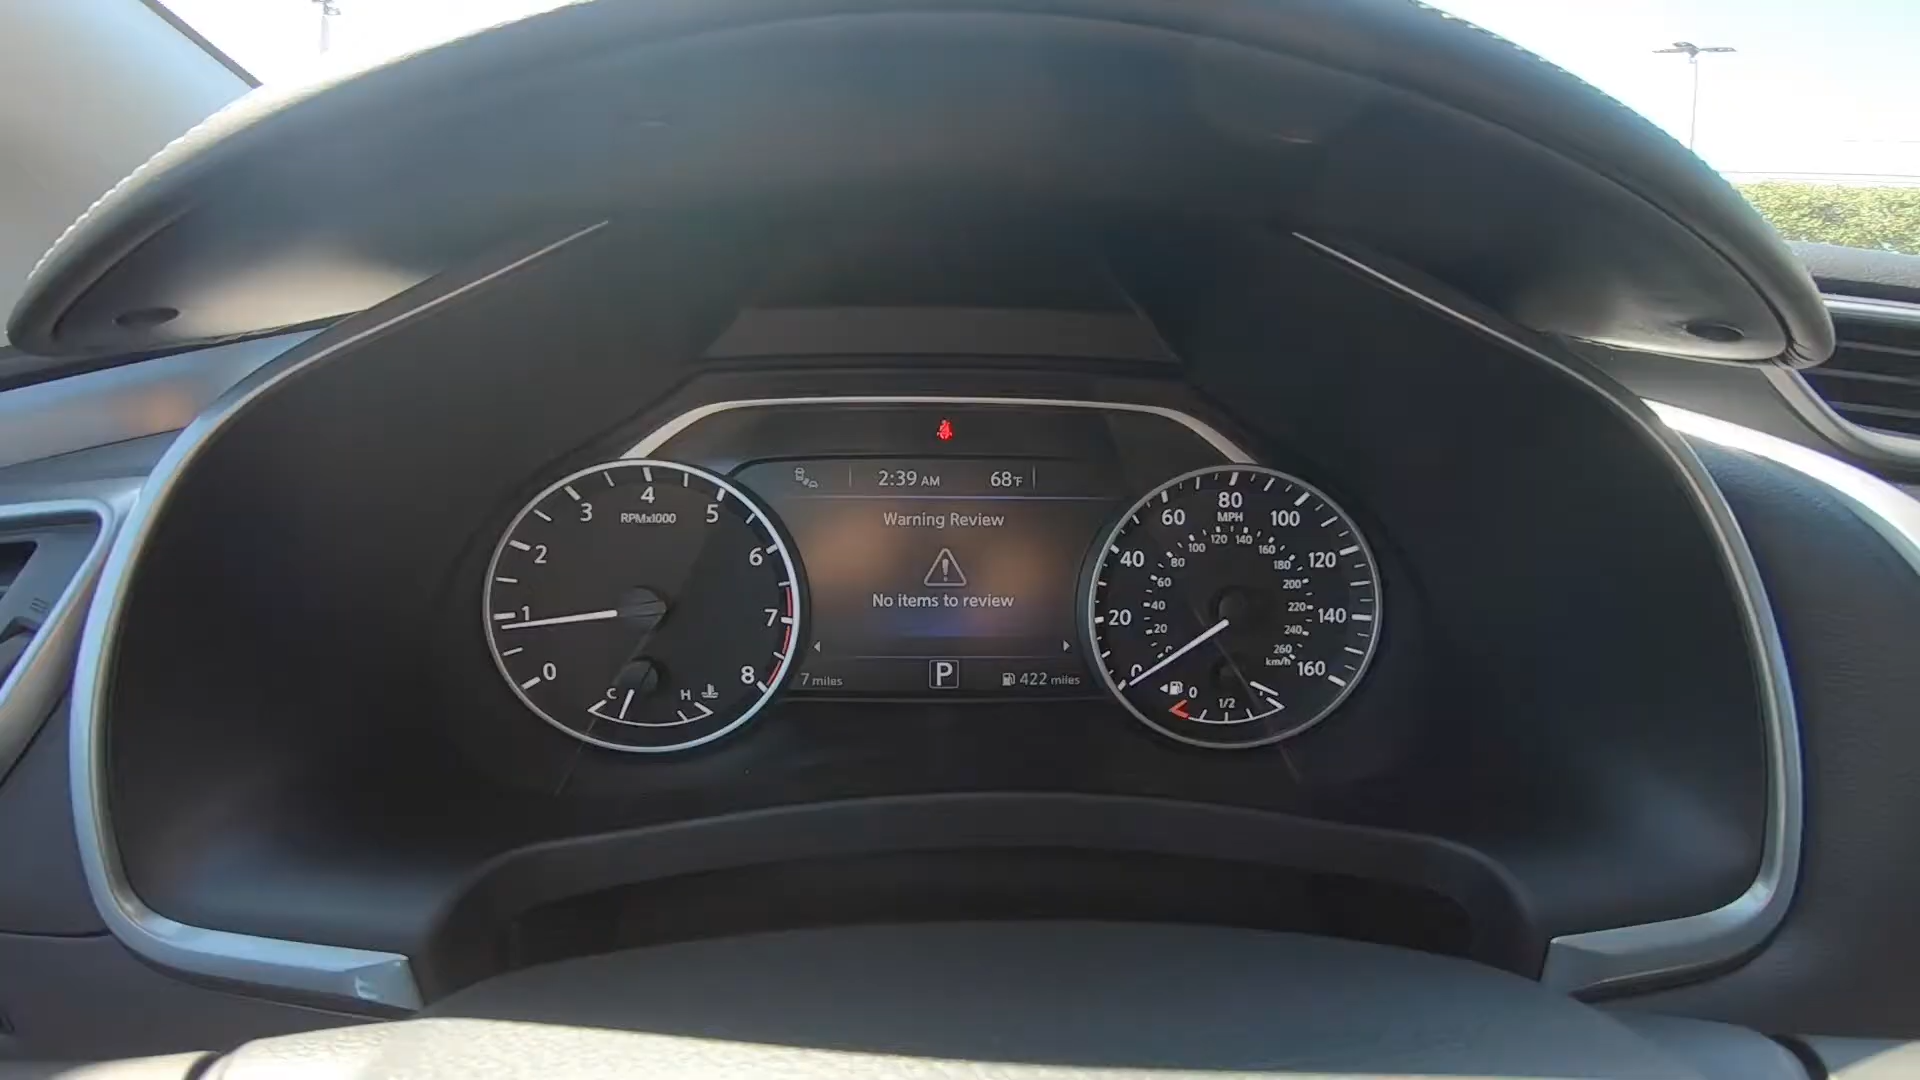 2:39 AM 68°F
Warning Review
No items to review
7 miles P 422 miles
0 1 2 3 4 5 6 7 8
RPMx1000
C H
0 20 40 60 80 100 120 140 160
MPH
0 20 40 60 80 100 120 140 160 180 200 220 240 260
km/h
0 1/2